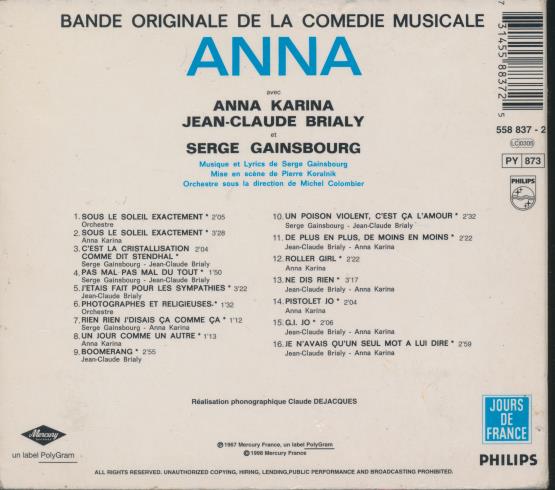 BANDE ORIGINALE DE LA COMEDIE MUSICALE
ANNA
avec
ANNA KARINA
JEAN-CLAUDE BRIALY
et
SERGE GAINSBOURG
Musique et Lyrics de Serge Gainsbourg
Mise en scène de Pierre Koralnik
Orchestre sous la direction de Michel Colombier
7 31455 88372 5
558 837 - 2
LC0305
PY 873
PHILIPS
1. SOUS LE SOLEIL EXACTEMENT * 2'05
Orchestre
2. SOUS LE SOLEIL EXACTEMENT * 3'28
Anna Karina
3. C'EST LA CRISTALLISATION 2'04
COMME DIT STENDHAL *
Serge Gainsbourg - Jean-Claude Brialy
4. PAS MAL PAS MAL DU TOUT * 1'50
Serge Gainsbourg - Jean-Claude Brialy
5. J'ETAIS FAIT POUR LES SYMPATHIES * 3'22
Jean-Claude Brialy
6. PHOTOGRAPHES ET RELIGIEUSES * 1'32
Orchestre
7. RIEN RIEN J'DISAIS ÇA COMME ÇA * 1'12
Serge Gainsbourg - Anna Karina
8. UN JOUR COMME UN AUTRE * 1'13
Anna Karina
9. BOOMERANG * 2'55
Jean-Claude Brialy
10. UN POISON VIOLENT, C'EST ÇA L'AMOUR * 2'32
Serge Gainsbourg - Jean-Claude Brialy
11. DE PLUS EN PLUS, DE MOINS EN MOINS * 2'22
Jean-Claude Brialy - Anna Karina
12. ROLLER GIRL * 2'22
Anna Karina
13. NE DIS RIEN * 3'17
Jean-Claude Brialy - Anna Karina
14. PISTOLET JO * 2'04
Anna Karina
15. G.I. JO * 2'06
Jean-Claude Brialy - Anna Karina
16. JE N'AVAIS QU'UN SEUL MOT A LUI DIRE * 2'59
Jean-Claude Brialy - Anna Karina
Réalisation phonographique Claude DEJACQUES
Mercury
un label PolyGram
℗ 1967 Mercury France, un label PolyGram
© 1998 Mercury France
JOURS
DE
FRANCE
PHILIPS
ALL RIGHTS RESERVED. UNAUTHORIZED COPYING, HIRING, LENDING,PUBLIC PERFORMANCE AND BROADCASTING PROHIBITED.